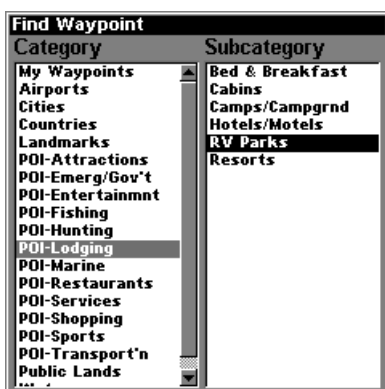 Find Waypoint
Category
My Waypoints
Airports
Cities
Countries
Landmarks
POI-Attractions
POI-Emerg/Gov't
POI-Entertainmnt
POI-Fishing
POI-Hunting
POI-Lodging
POI-Marine
POI-Restaurants
POI-Services
POI-Shopping
POI-Sports
POI-Transport'n
Public Lands
Subcategory
Bed & Breakfast
Cabins
Camps/Campgrnd
Hotels/Motels
RV Parks
Resorts